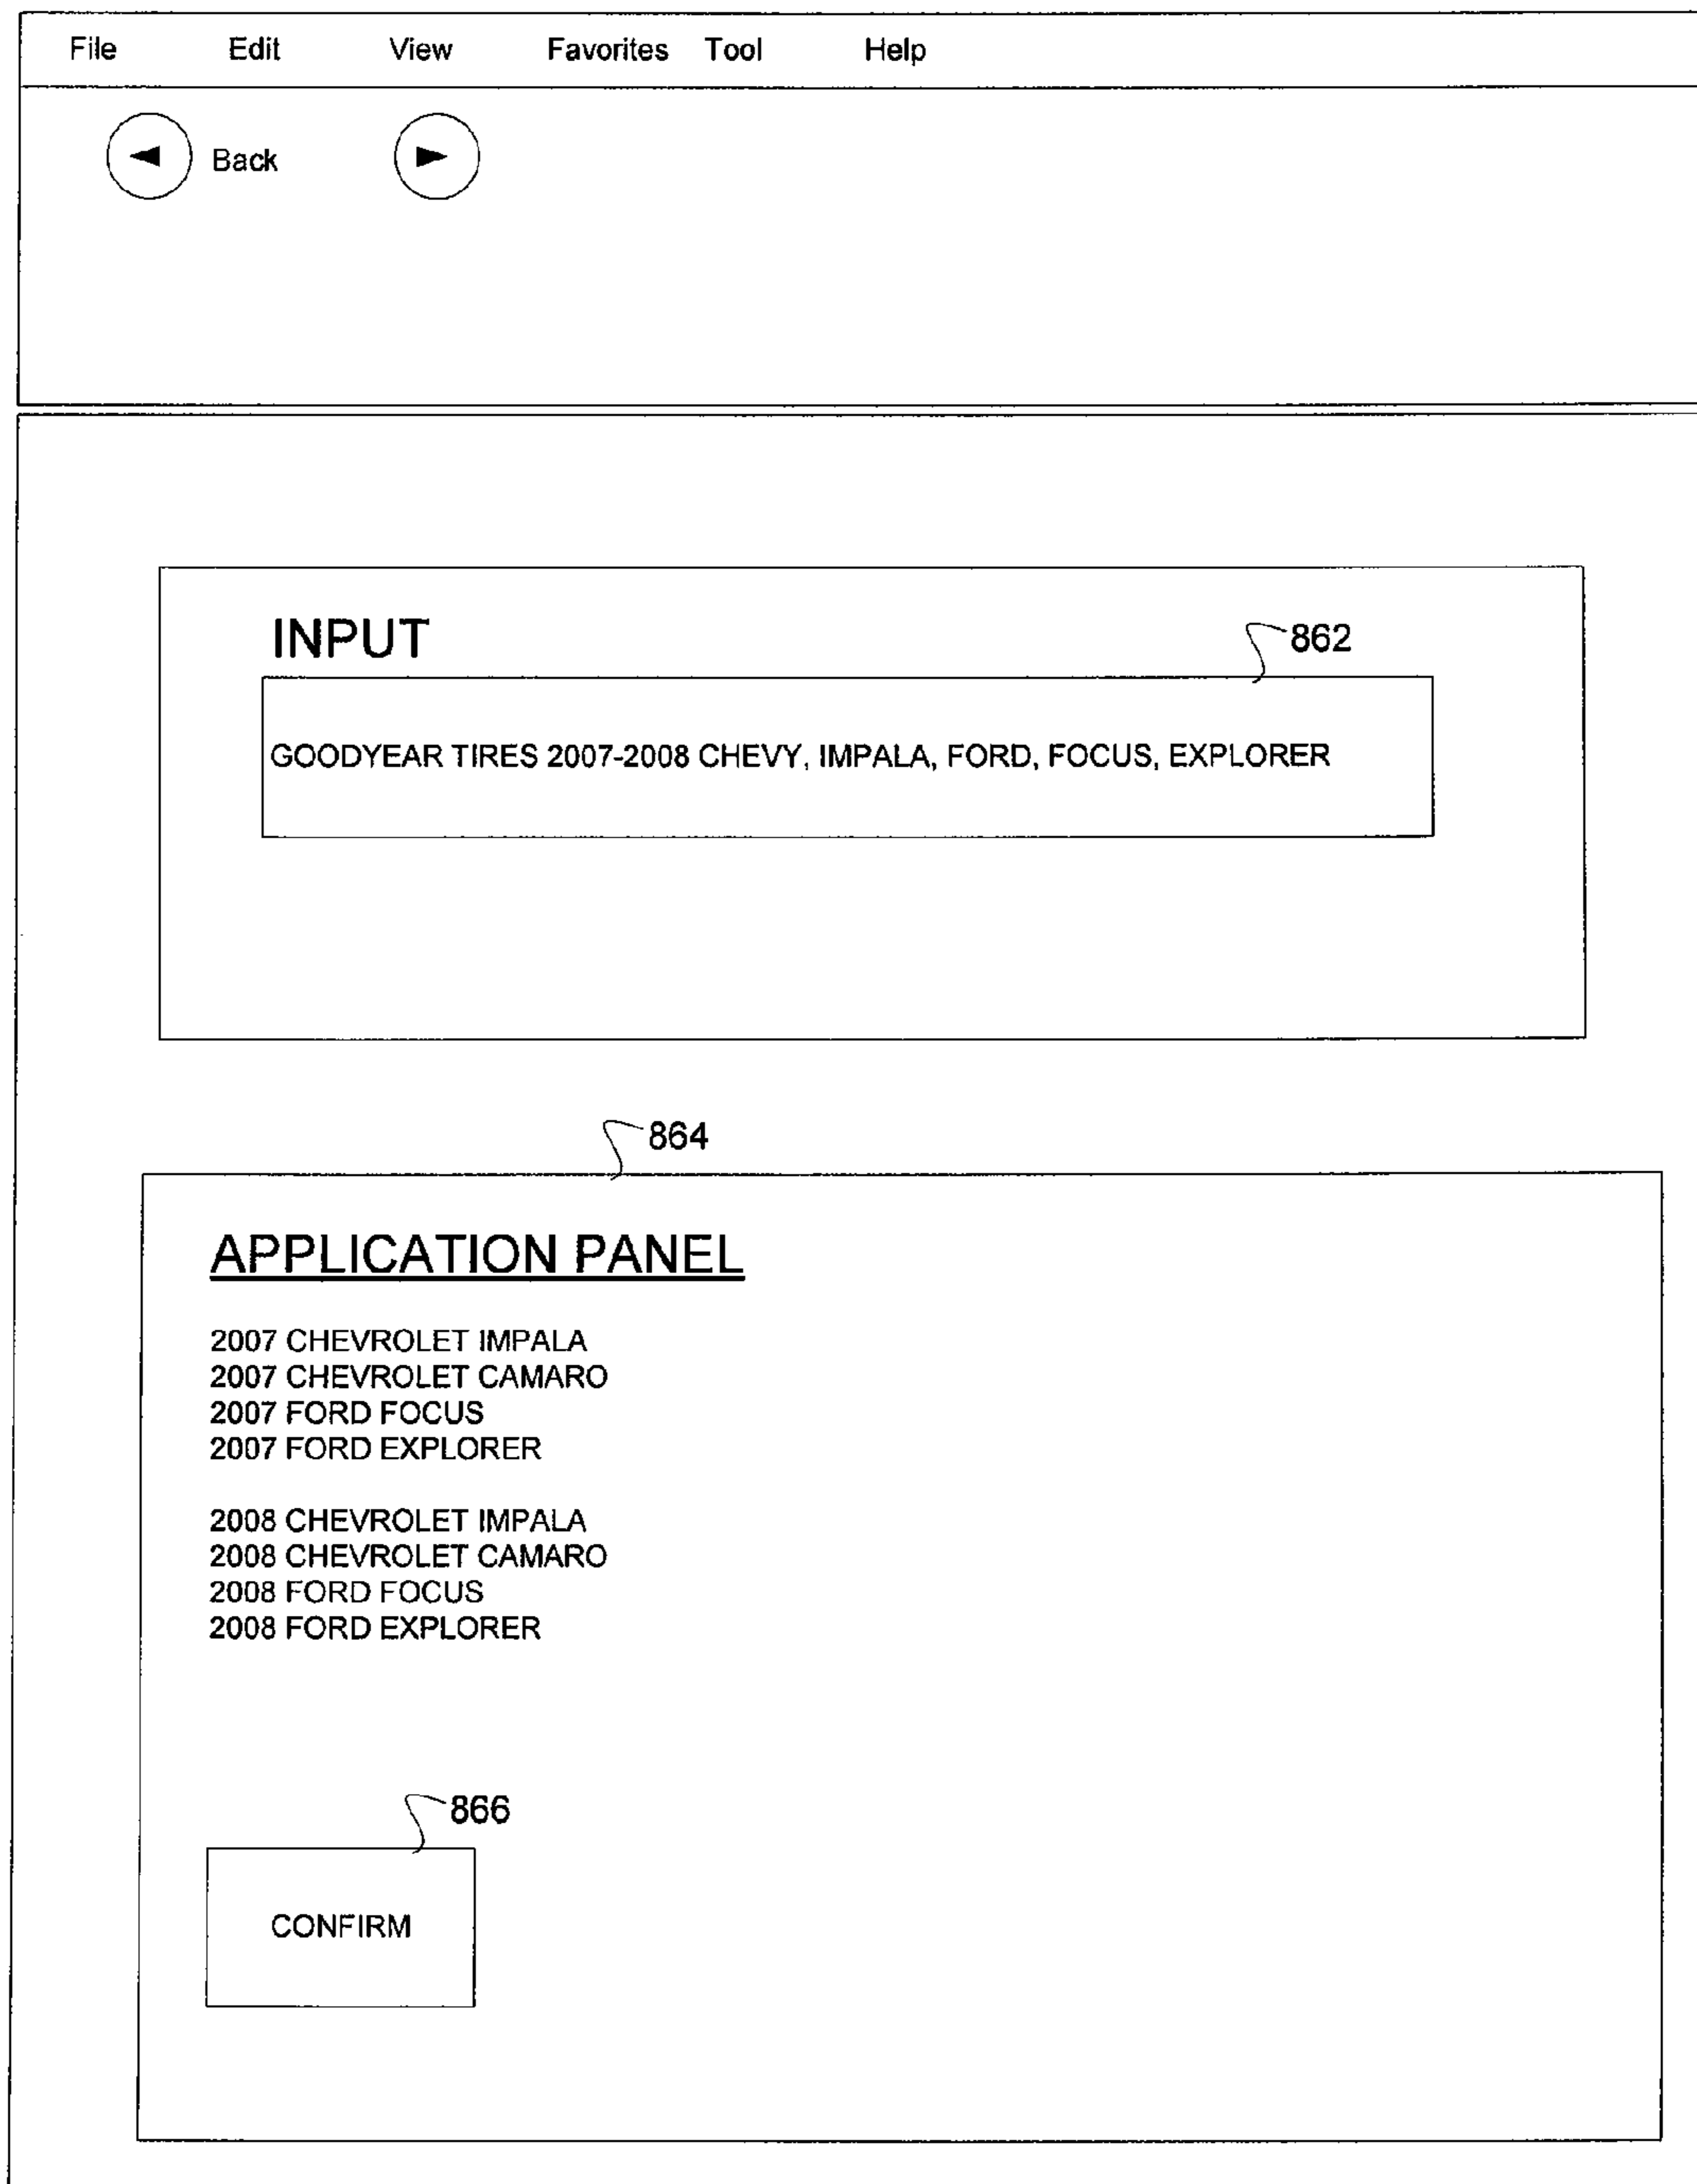 File Edit View Favorites Tool Help
Back
INPUT
862
GOODYEAR TIRES 2007-2008 CHEVY, IMPALA, FORD, FOCUS, EXPLORER
864
APPLICATION PANEL
2007 CHEVROLET IMPALA
2007 CHEVROLET CAMARO
2007 FORD FOCUS
2007 FORD EXPLORER
2008 CHEVROLET IMPALA
2008 CHEVROLET CAMARO
2008 FORD FOCUS
2008 FORD EXPLORER
866
CONFIRM